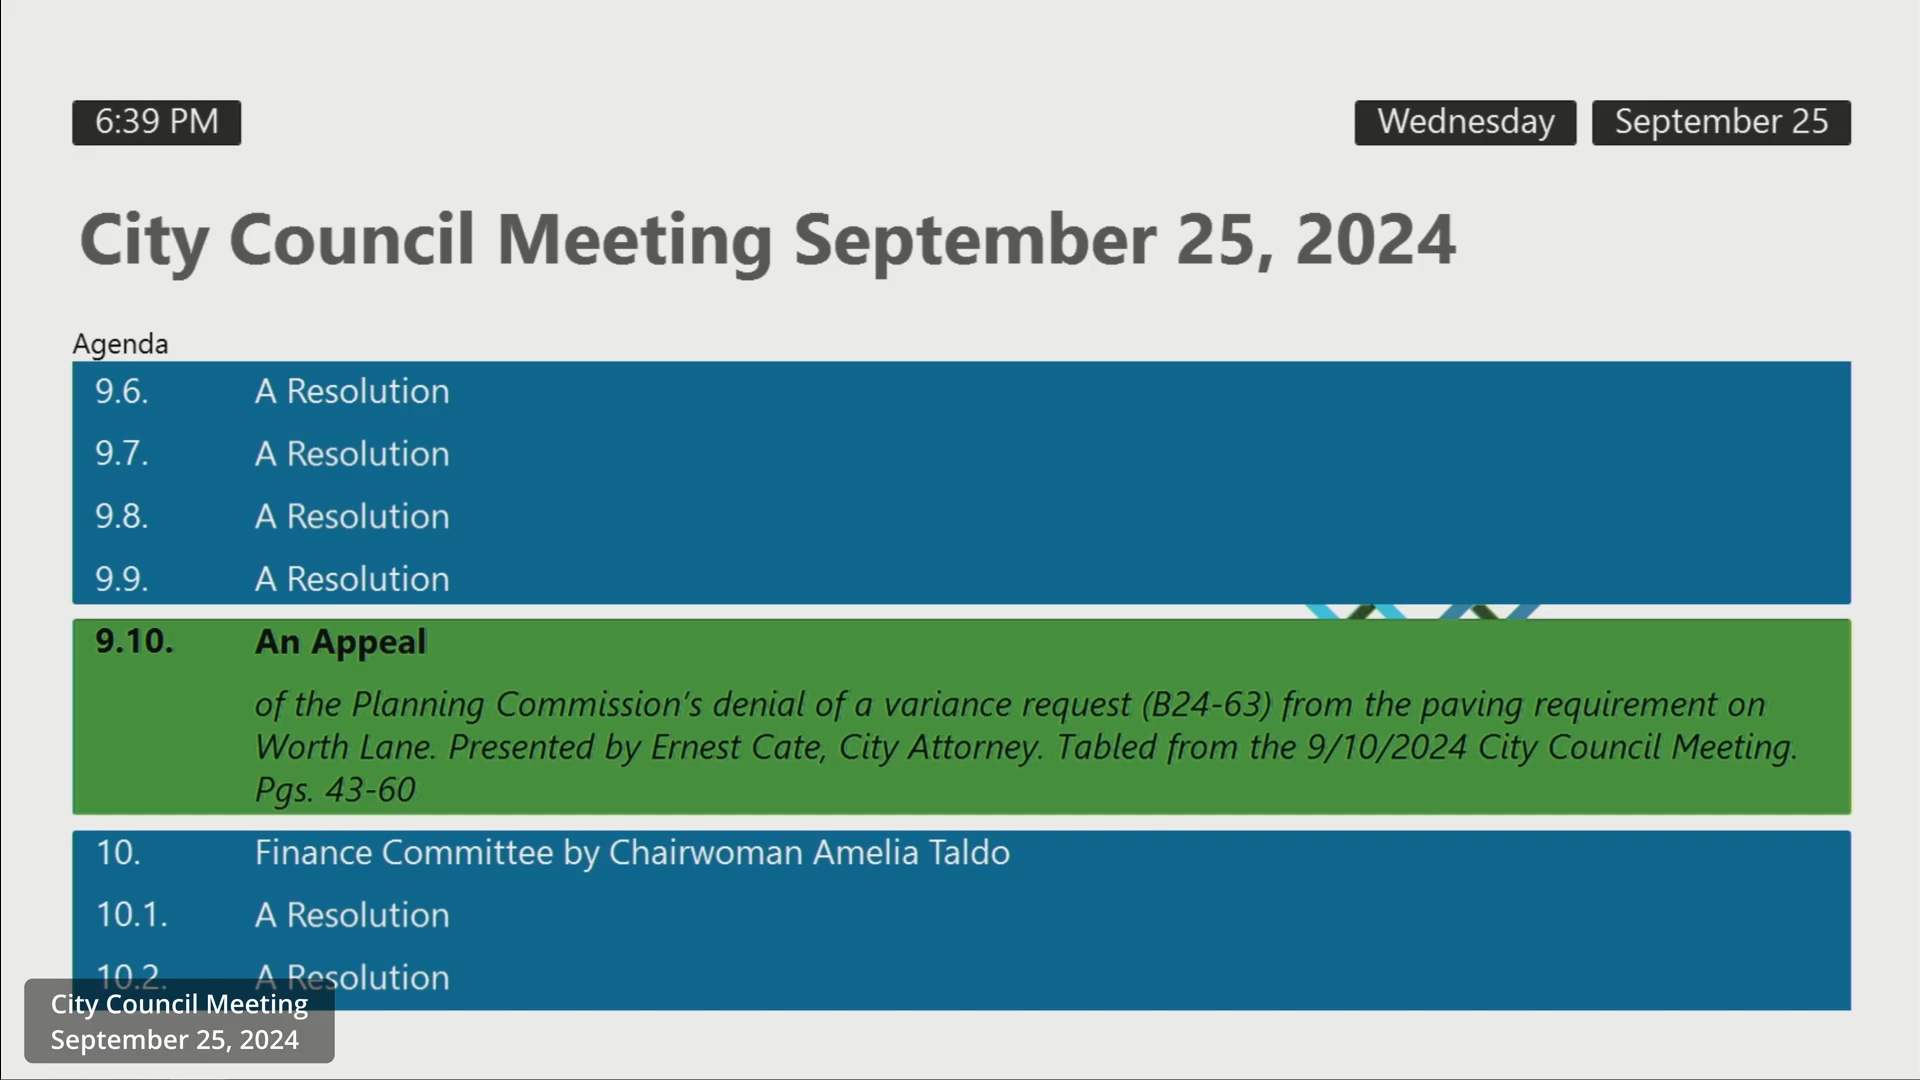 6:39 PM
Wednesday
September 25
City Council Meeting September 25, 2024
Agenda
9.6. A Resolution
9.7. A Resolution
9.8. A Resolution
9.9. A Resolution
9.10. An Appeal
of the Planning Commission's denial of a variance request (B24-63) from the paving requirement on
Worth Lane. Presented by Ernest Cate, City Attorney. Tabled from the 9/10/2024 City Council Meeting.
Pgs. 43-60
10. Finance Committee by Chairwoman Amelia Taldo
10.1. A Resolution
10.2. A Resolution
City Council Meeting
September 25, 2024